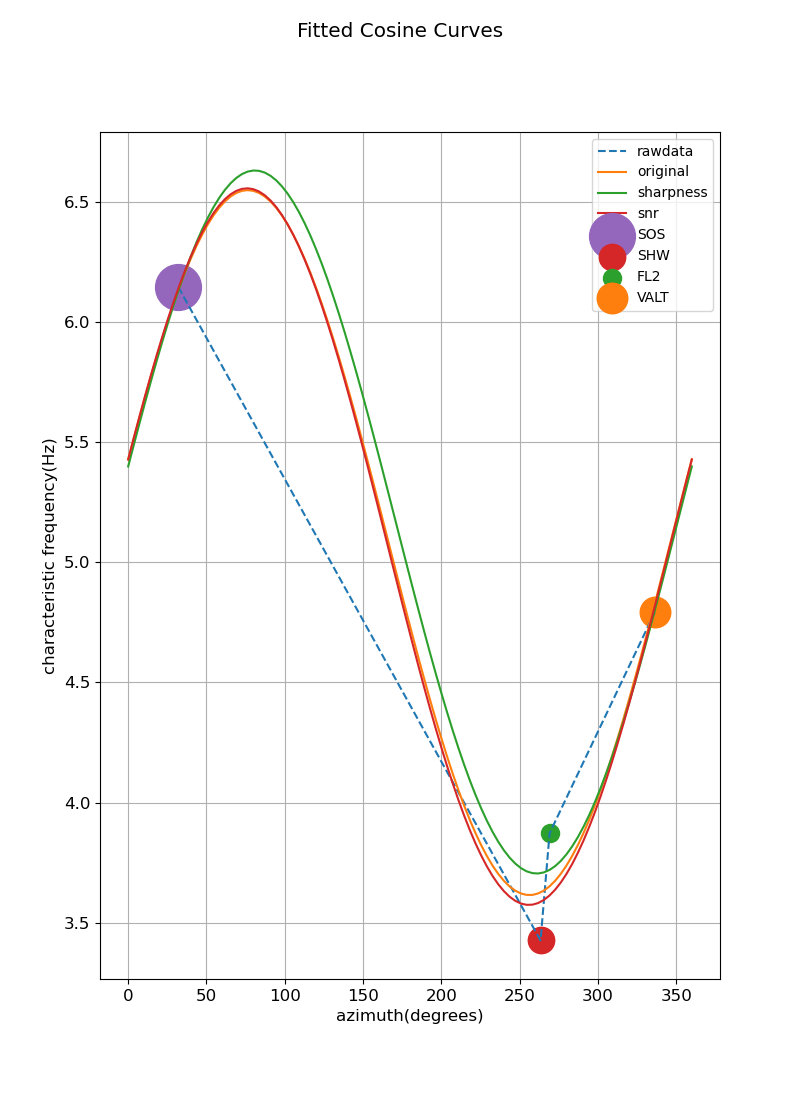 Fitted Cosine Curves
rawdata
original
sharpness
snr
SOS
SHW
FL2
VALT
characteristic frequency(Hz)
6.5
6.0
5.5
5.0
4.5
4.0
3.5
0 50 100 150 200 250 300 350
azimuth(degrees)